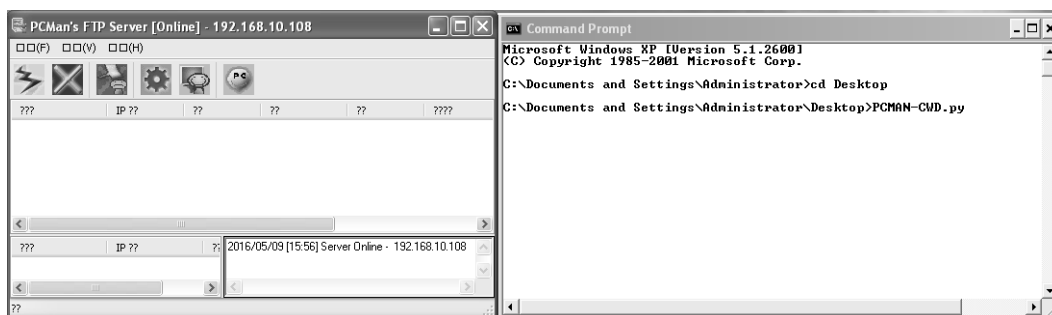 PCMan's FTP Server [Online] - 192.168.10.108
□□(F) □□(V) □□(H)
PC
??? IP ?? ?? ?? ?? ????
??? IP ?? ??
2016/05/09 [15:56] Server Online - 192.168.10.108
??
Command Prompt
Microsoft Windows XP [Version 5.1.2600]
(C) Copyright 1985-2001 Microsoft Corp.
C:\Documents and Settings\Administrator>cd Desktop
C:\Documents and Settings\Administrator\Desktop>PCMAN-CWD.py